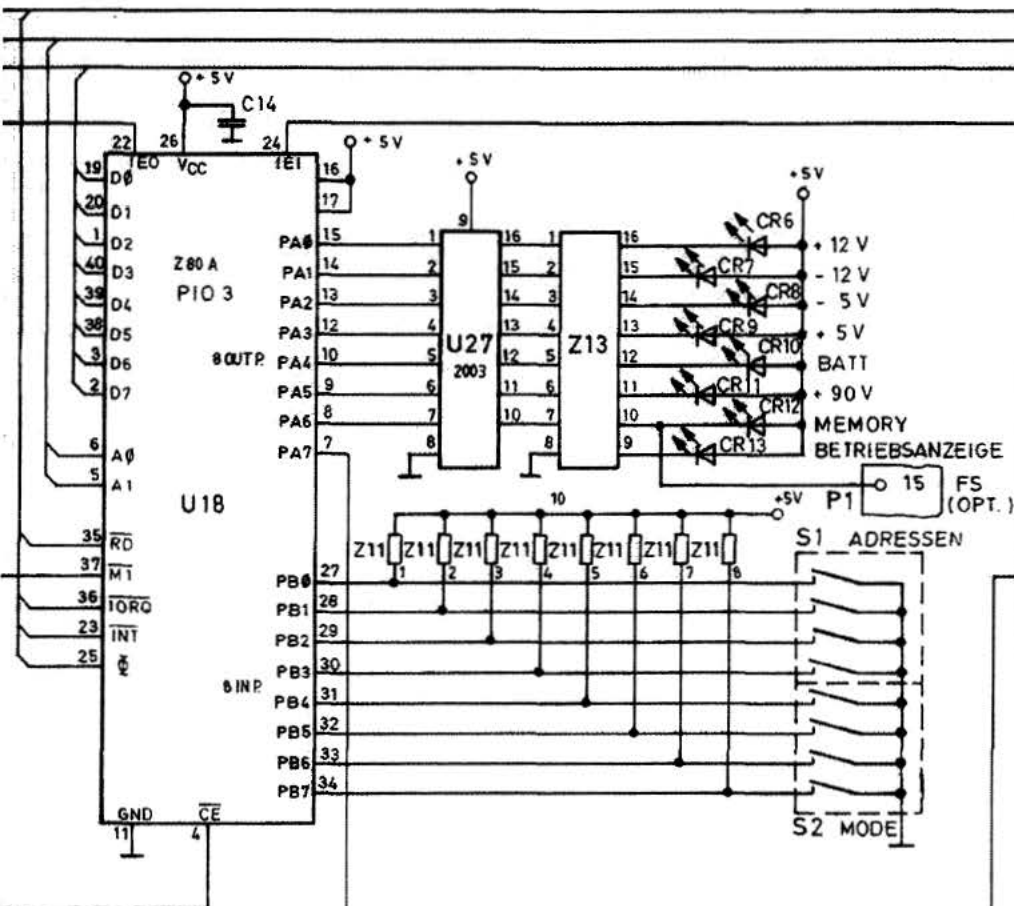 + 5 V
C14
22 26 24
IEO VCC IEI
+ 5 V
19 DØ
20 D1
1 D2
40 D3
39 D4
38 D5
3 D6
2 D7
6 AØ
5 A1
35 RD
37 M1
36 IORQ
23 INT
25 Φ
Z80A
PIO 3
8 OUTP.
U18
8 INP.
16
17
PAØ 15
PA1 14
PA2 13
PA3 12
PA4 10
PA5 9
PA6 8
PA7 7
PBØ 27
PB1 28
PB2 29
PB3 30
PB4 31
PB5 32
PB6 33
PB7 34
GND CE
11 4
+ 5 V
9
1 16
2 15
3 14
4 13
5 12
6 11
7 10
8
U27
2003
1 16
2 15
3 14
4 13
5 12
6 11
7 10
8 9
Z13
+5V
CR6 + 12 V
CR7 - 12 V
CR8 - 5 V
CR9 + 5 V
CR10 BATT
CR11 + 90 V
CR12 MEMORY
CR13 BETRIEBSANZEIGE
P1 15 FS
(OPT.)
10 +5V
Z11 Z11 Z11 Z11 Z11 Z11 Z11 Z11
1 2 3 4 5 6 7 8
S1 ADRESSEN
S2 MODE